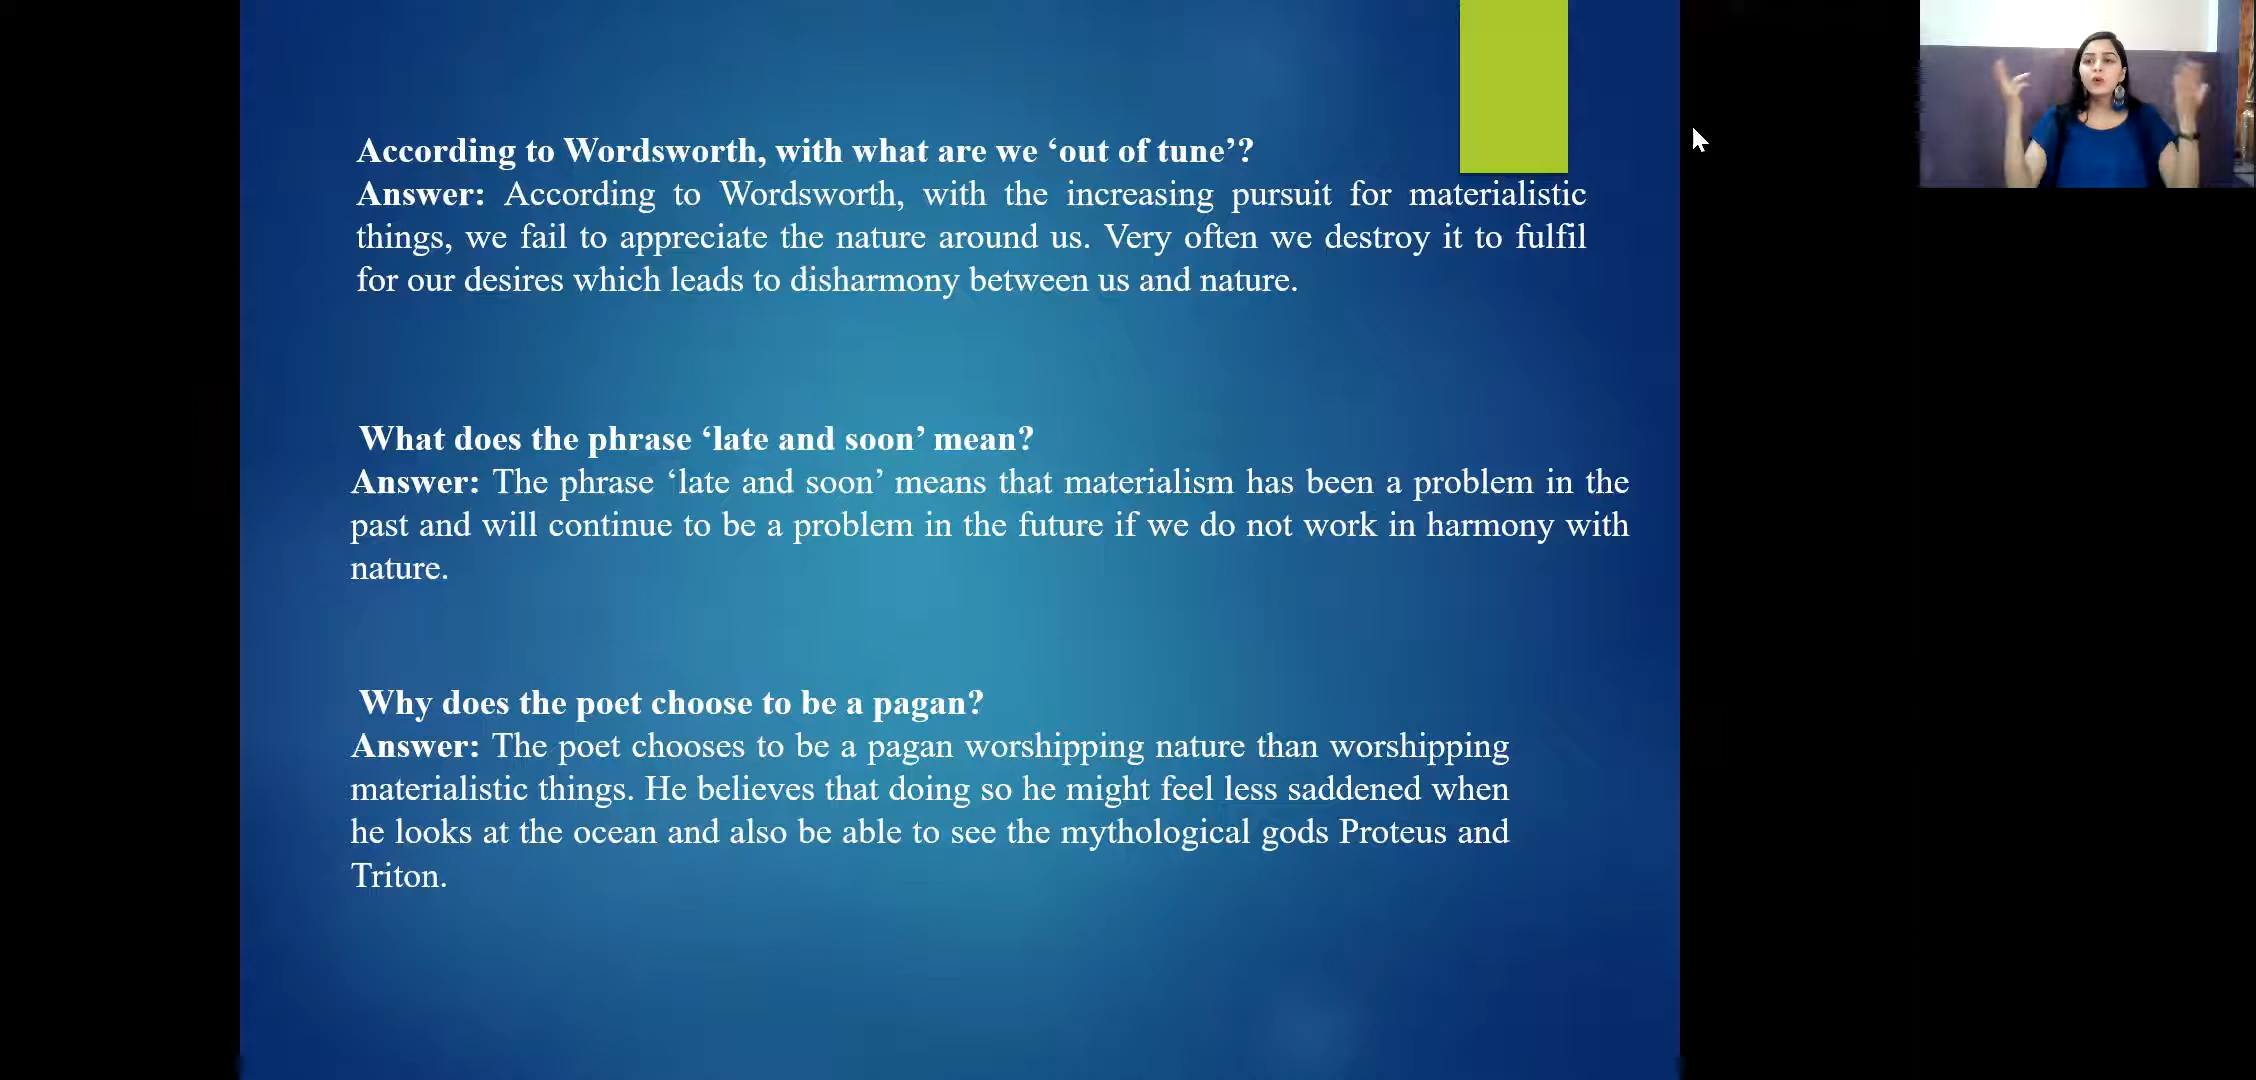 According to Wordsworth, with what are we ‘out of tune’?
Answer: According to Wordsworth, with the increasing pursuit for materialistic
things, we fail to appreciate the nature around us. Very often we destroy it to fulfil
for our desires which leads to disharmony between us and nature.
What does the phrase ‘late and soon’ mean?
Answer: The phrase ‘late and soon’ means that materialism has been a problem in the
past and will continue to be a problem in the future if we do not work in harmony with
nature.
Why does the poet choose to be a pagan?
Answer: The poet chooses to be a pagan worshipping nature than worshipping
materialistic things. He believes that doing so he might feel less saddened when
he looks at the ocean and also be able to see the mythological gods Proteus and
Triton.